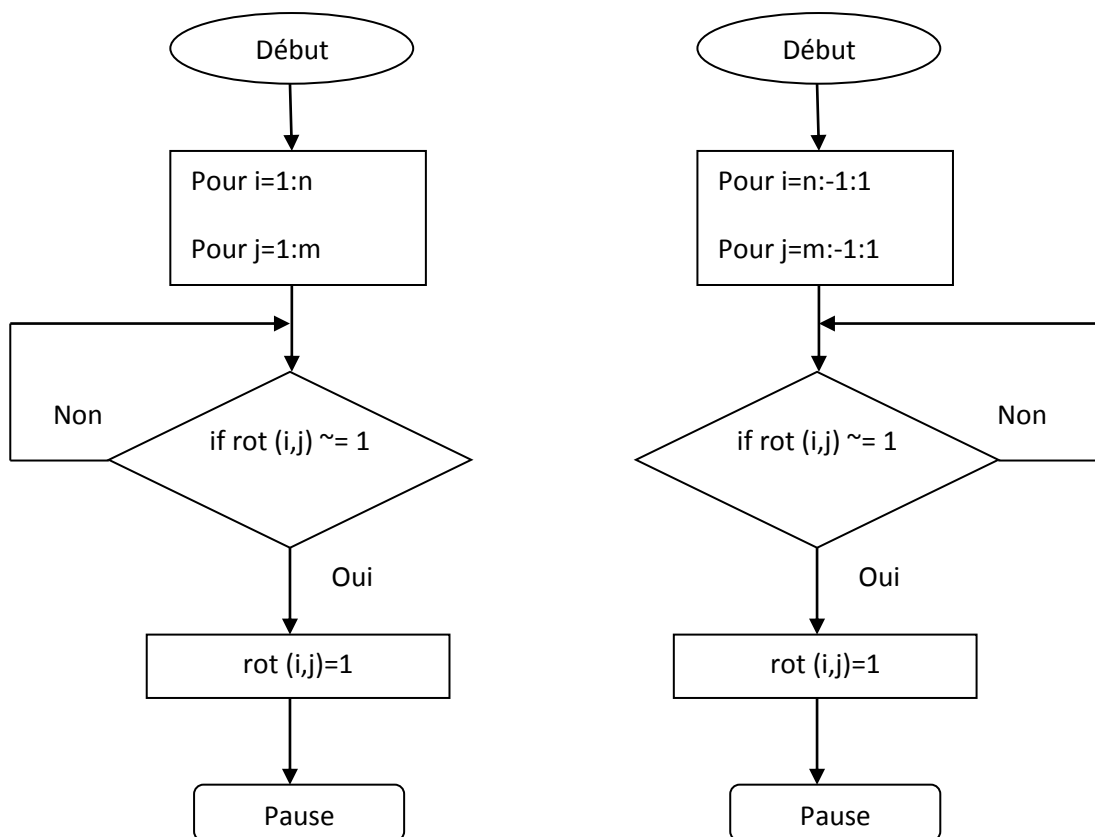 Début
Pour i=1:n
Pour j=1:m
Non
if rot (i,j) ~= 1
Oui
rot (i,j)=1
Pause
Début
Pour i=n:-1:1
Pour j=m:-1:1
if rot (i,j) ~= 1
Non
Oui
rot (i,j)=1
Pause